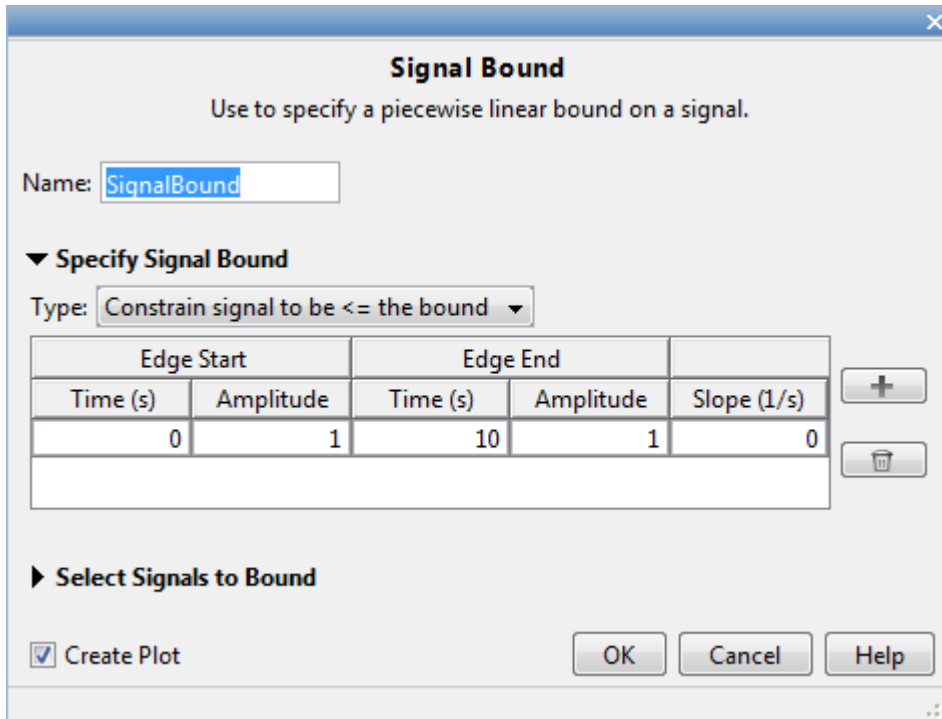 Signal Bound
Use to specify a piecewise linear bound on a signal.
Name: SignalBound
Specify Signal Bound
Type: Constrain signal to be <= the bound
Edge Start Edge End
Time (s) Amplitude Time (s) Amplitude Slope (1/s)
0 1 10 1 0
Select Signals to Bound
Create Plot OK Cancel Help